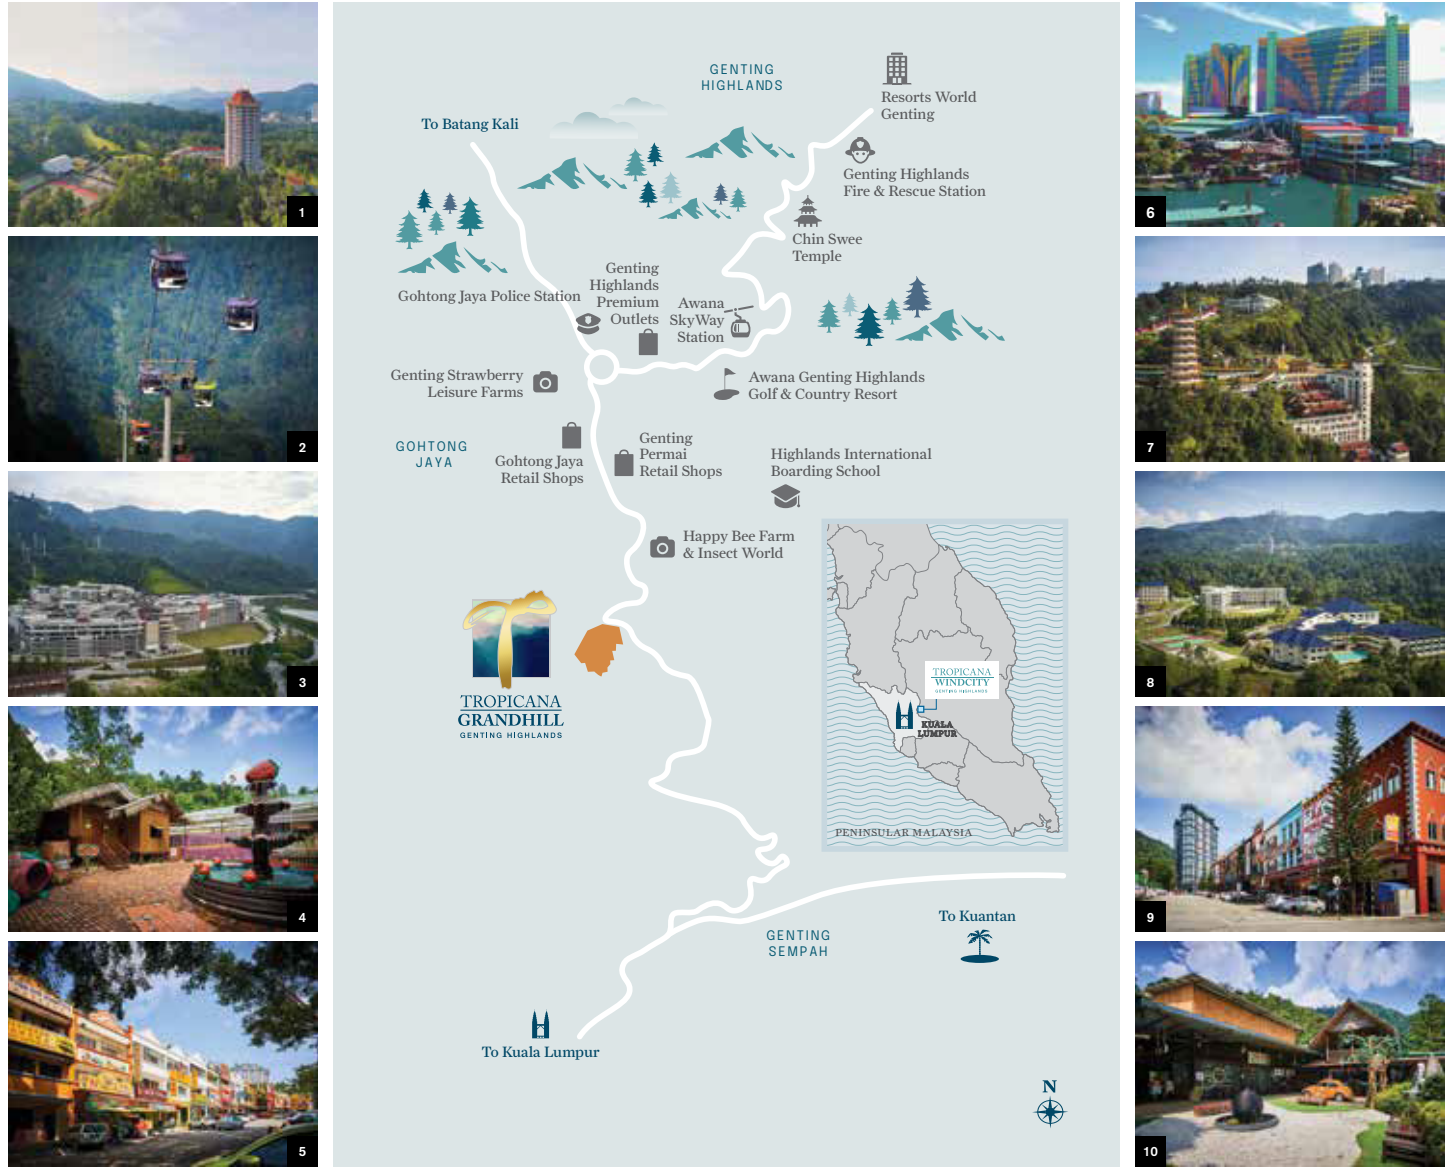 1
2
3
4
5
GENTING
HIGHLANDS
Resorts World
Genting
To Batang Kali
Genting Highlands
Fire & Rescue Station
Chin Swee
Temple
Genting
Highlands
Premium
Outlets
Gohtong Jaya Police Station
Awana
SkyWay
Station
Genting Strawberry
Leisure Farms
Awana Genting Highlands
Golf & Country Resort
GOHTONG
JAYA
Gohtong Jaya
Retail Shops
Genting
Permai
Retail Shops
Highlands International
Boarding School
Happy Bee Farm
& Insect World
TROPICANA
GRANDHILL
GENTING HIGHLANDS
TROPICANA
WINDCITY
GENTING HIGHLANDS
KUALA
LUMPUR
PENINSULAR MALAYSIA
To Kuantan
GENTING
SEMPAH
To Kuala Lumpur
N
6
7
8
9
10